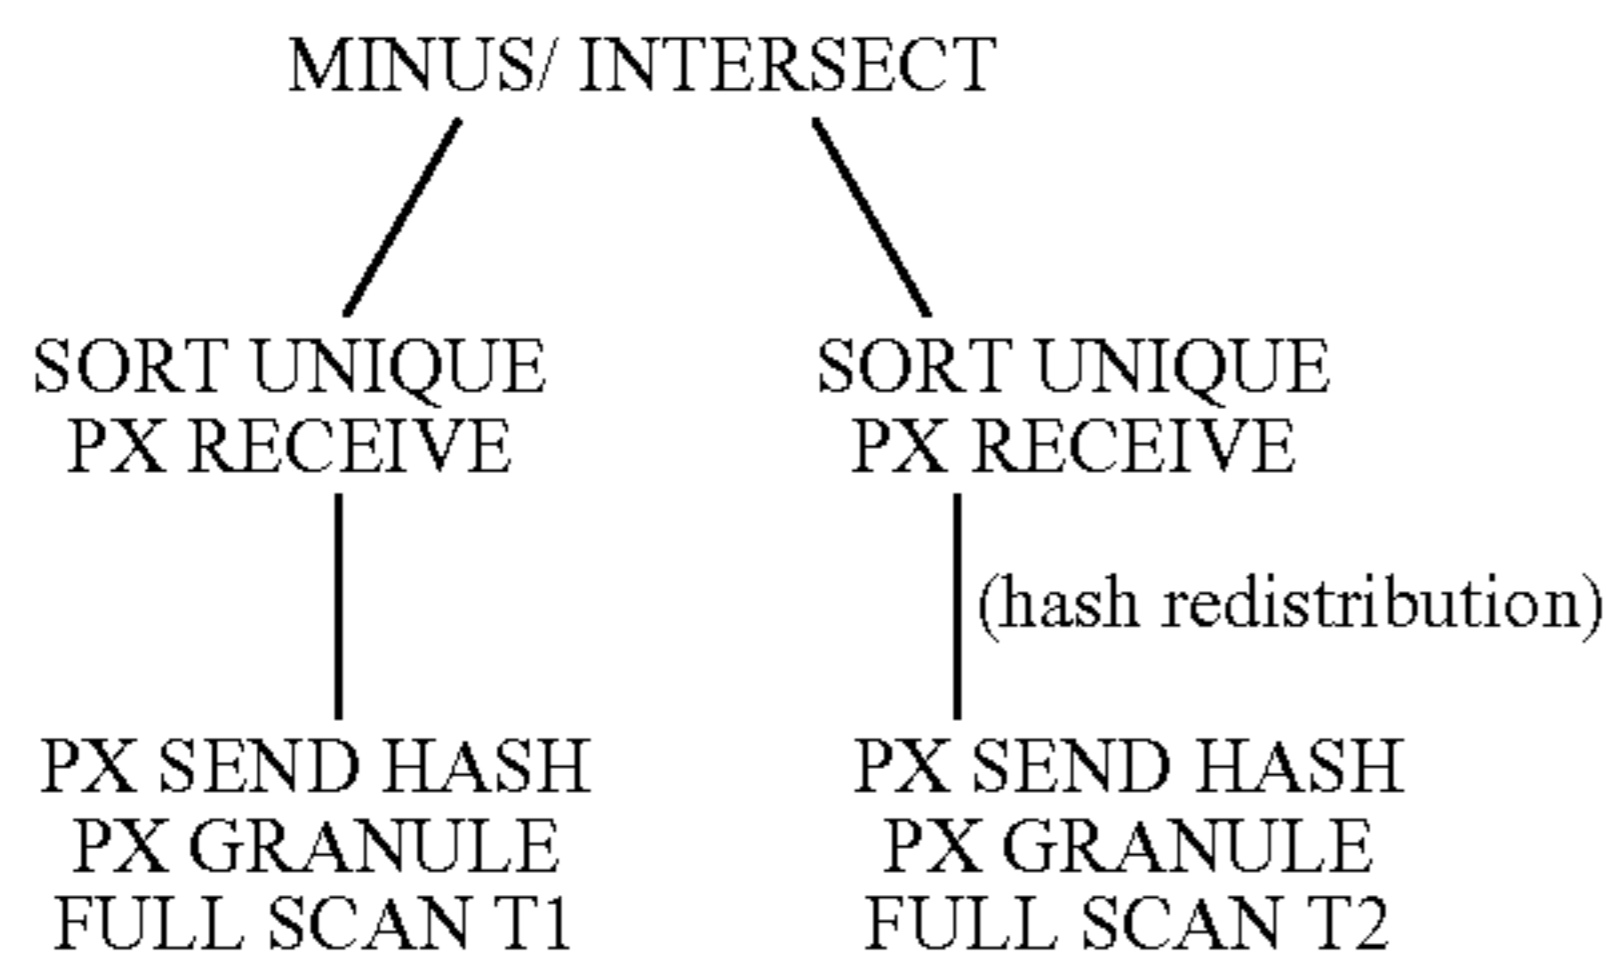 MINUS/ INTERSECT
SORT UNIQUE
PX RECEIVE
SORT UNIQUE
PX RECEIVE
(hash redistribution)
PX SEND HASH
PX GRANULE
FULL SCAN T1
PX SEND HASH
PX GRANULE
FULL SCAN T2